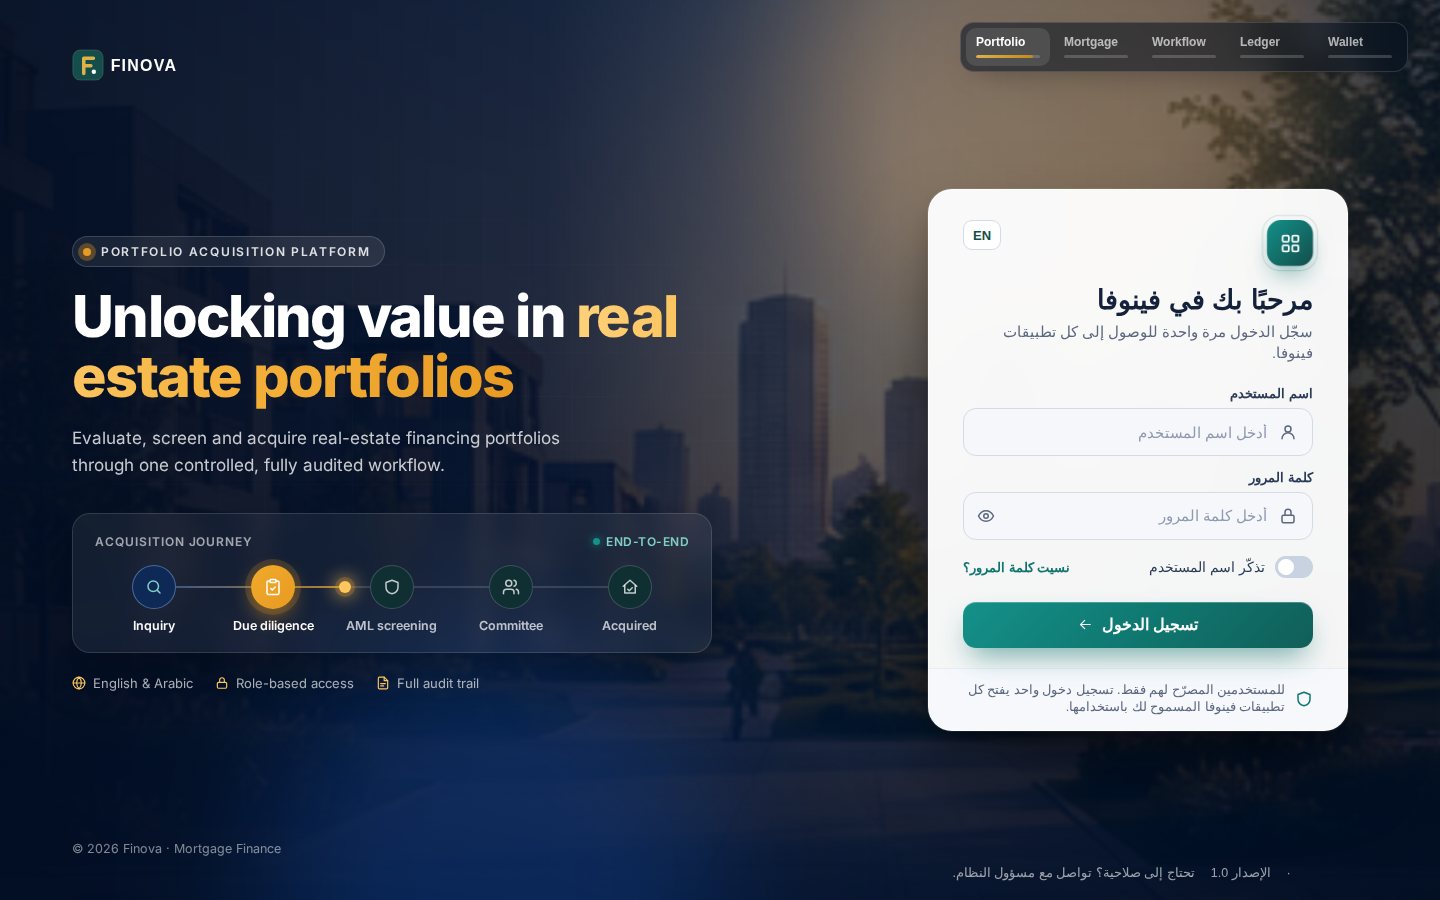 FINOVA
Portfolio
Mortgage
Workflow
Ledger
Wallet
PORTFOLIO ACQUISITION PLATFORM
Unlocking value in real
estate portfolios
Evaluate, screen and acquire real-estate financing portfolios
through one controlled, fully audited workflow.
ACQUISITION JOURNEY
END-TO-END
Inquiry
Due diligence
AML screening
Committee
Acquired
English & Arabic
Role-based access
Full audit trail
© 2026 Finova · Mortgage Finance
EN
مرحبًا بك في فينوفا
سجّل الدخول مرة واحدة للوصول إلى كل تطبيقات
فينوفا.
اسم المستخدم
أدخل اسم المستخدم
كلمة المرور
أدخل كلمة المرور
تذكّر اسم المستخدم
نسيت كلمة المرور؟
تسجيل الدخول ←
للمستخدمين المصرّح لهم فقط. تسجيل دخول واحد يفتح كل
تطبيقات فينوفا المسموح لك باستخدامها.
· الإصدار 1.0 تحتاج إلى صلاحية؟ تواصل مع مسؤول النظام.